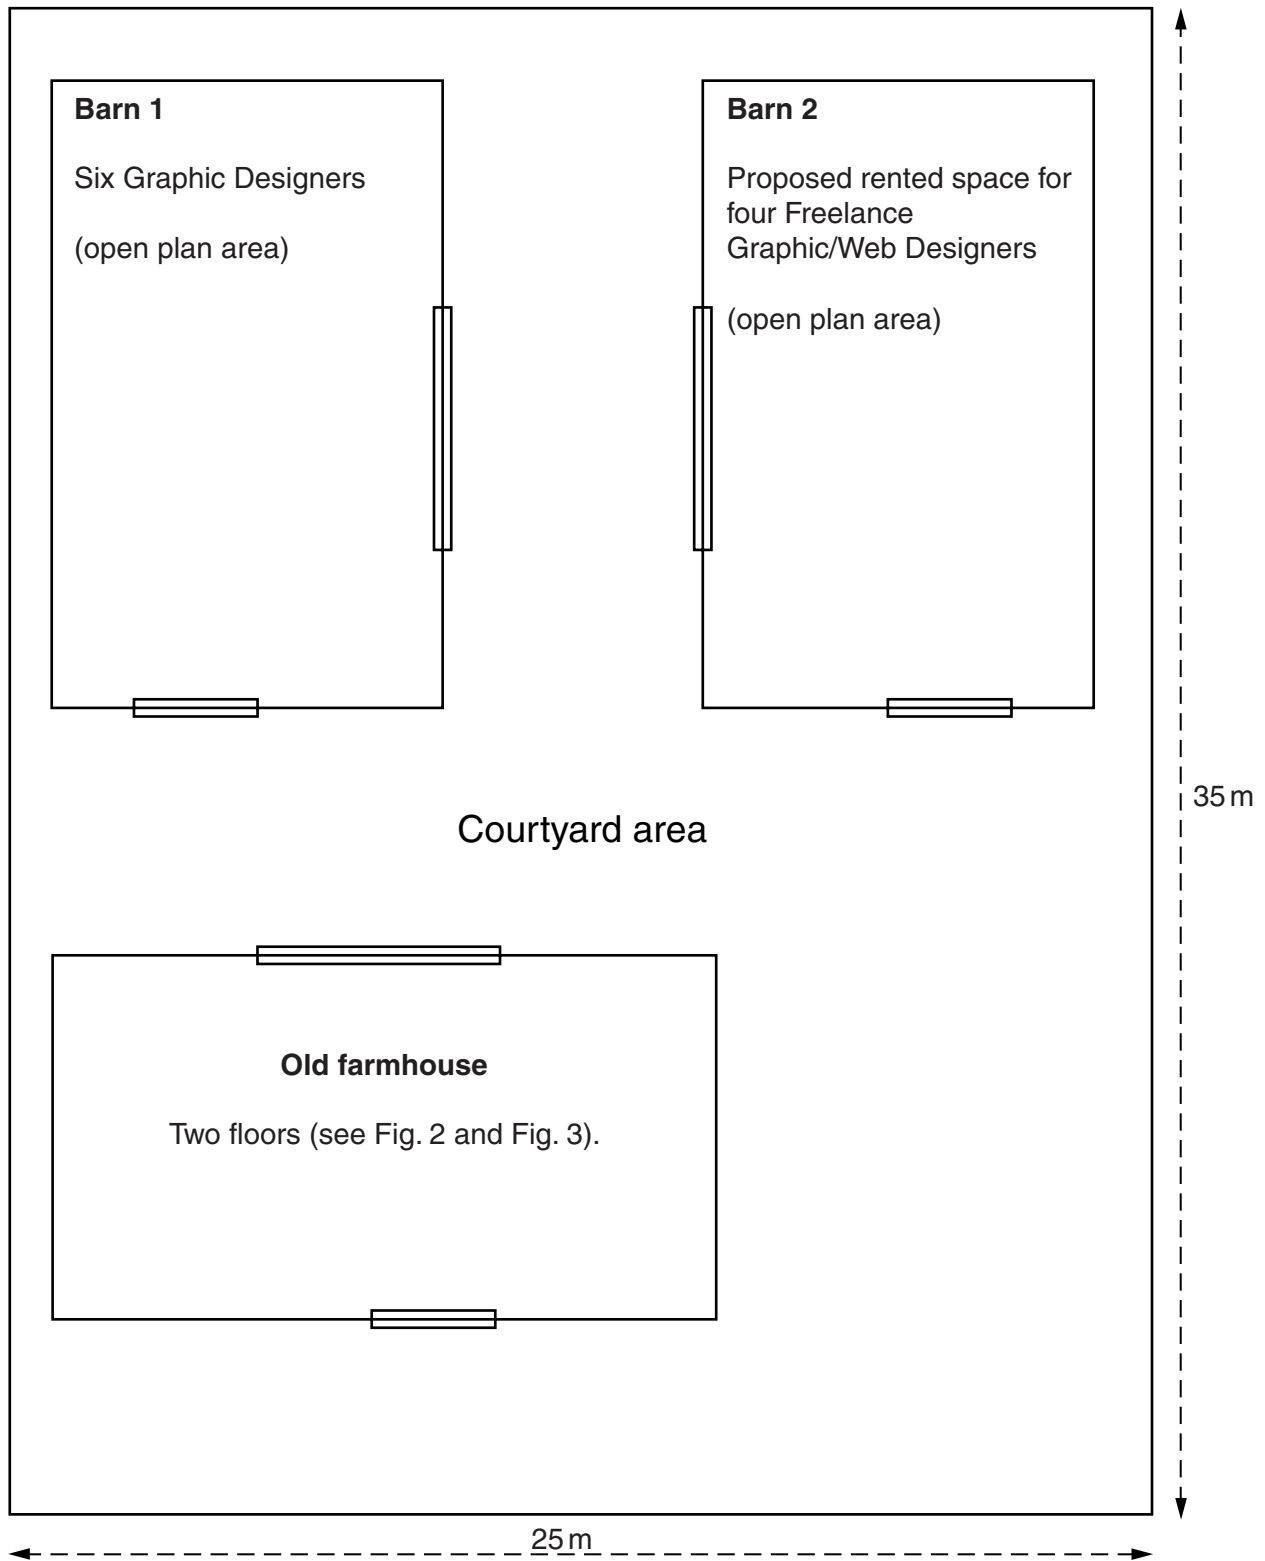 Barn 1
Six Graphic Designers
(open plan area)
Barn 2
Proposed rented space for
four Freelance
Graphic/Web Designers
(open plan area)
35 m
Courtyard area
Old farmhouse
Two floors (see Fig. 2 and Fig. 3).
25 m